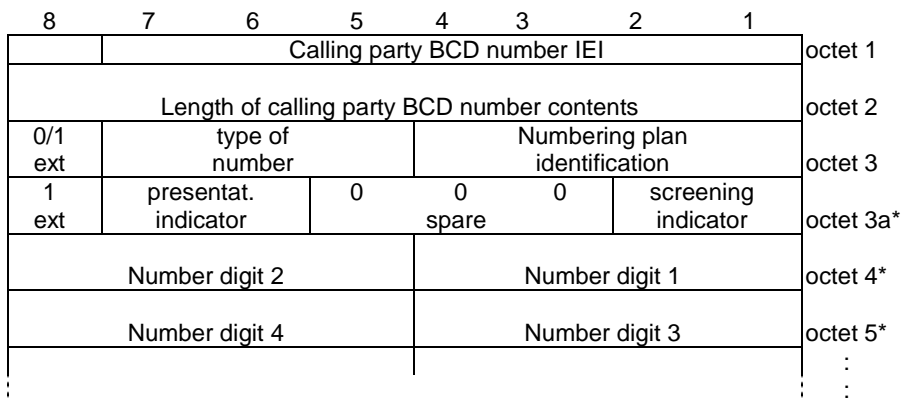 8 7 6 5 4 3 2 1
Calling party BCD number IEI octet 1
Length of calling party BCD number contents octet 2
0/1 type of Numbering plan
ext number identification octet 3
1 presentat. 0 0 0 screening
ext indicator spare indicator octet 3a*
Number digit 2 Number digit 1 octet 4*
Number digit 4 Number digit 3 octet 5*
:
: